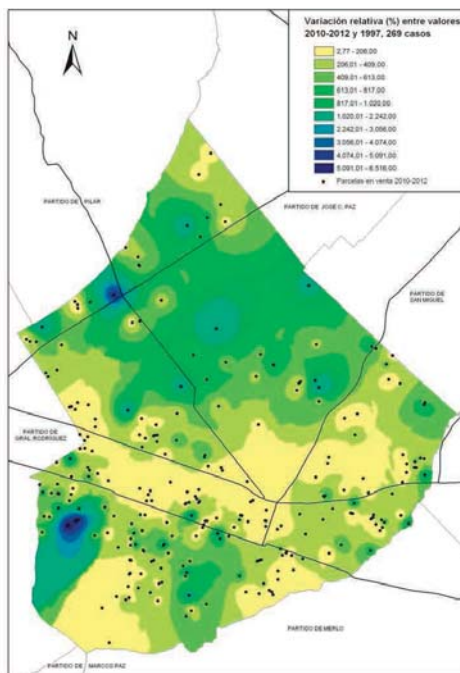 Variación relativa (%) entre valores
2010-2012 y 1997, 269 casos
2,77 - 206,00
206,01 - 409,00
409,01 - 613,00
613,01 - 817,00
817,01 - 1.020,00
1.020,01 - 2.242,00
2.242,01 - 3.056,00
3.056,01 - 4.074,00
4.074,01 - 5.091,00
5.091,01 - 6.516,00
Parcelas en venta 2010-2012
N
PARTIDO DE PILAR
PARTIDO DE JOSE C. PAZ
PARTIDO DE
SAN MIGUEL
PARTIDO DE
GRAL. RODRÍGUEZ
PARTIDO DE MERLO
PARTIDO DE MARCOS PAZ